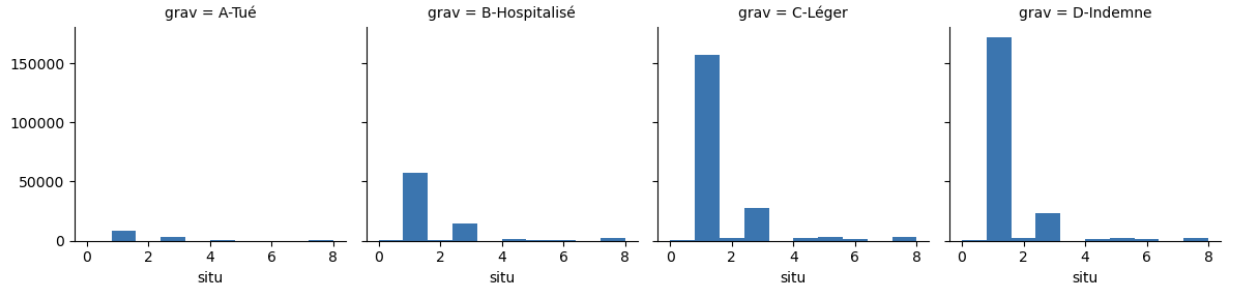 grav = A-Tué grav = B-Hospitalisé grav = C-Léger grav = D-Indemne
150000
100000
50000
0
0 2 4 6 8 0 2 4 6 8 0 2 4 6 8 0 2 4 6 8
situ situ situ situ